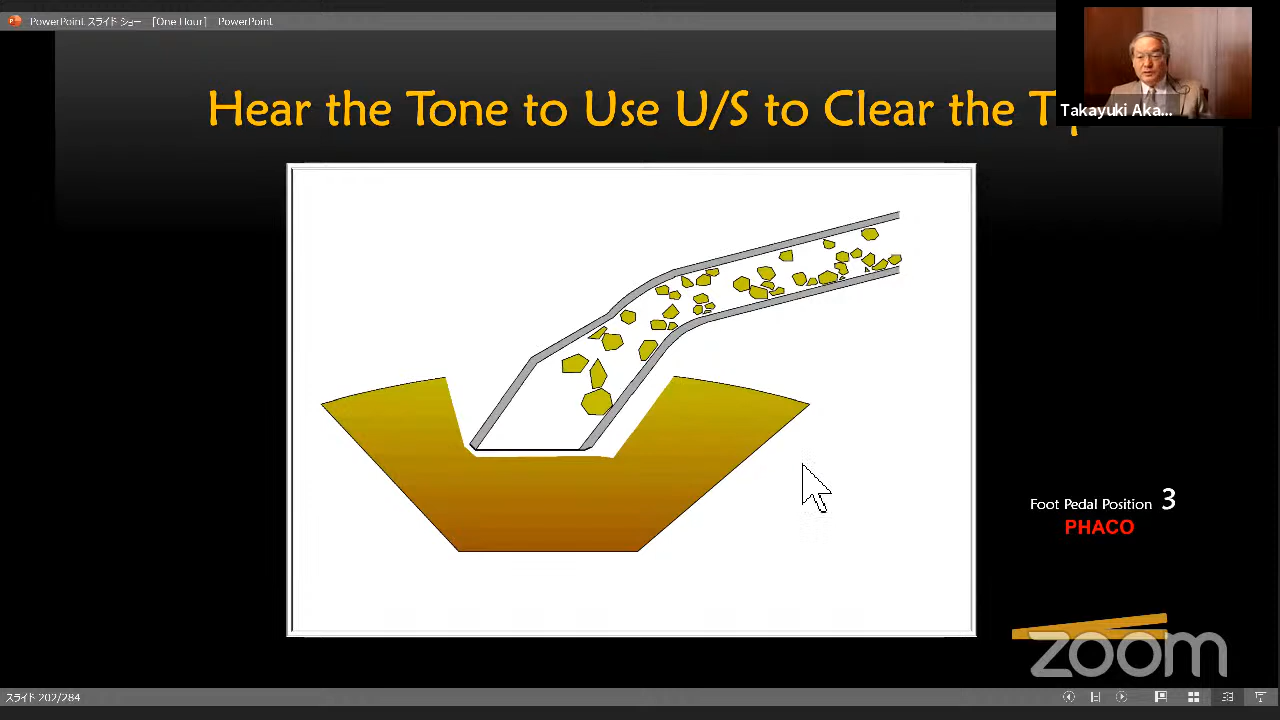 PowerPoint スライド ショー [One Hour] PowerPoint
Takayuki Aka...
Hear the Tone to Use U/S to Clear the Tip
Foot Pedal Position 3
PHACO
zoom
スライド 202/284